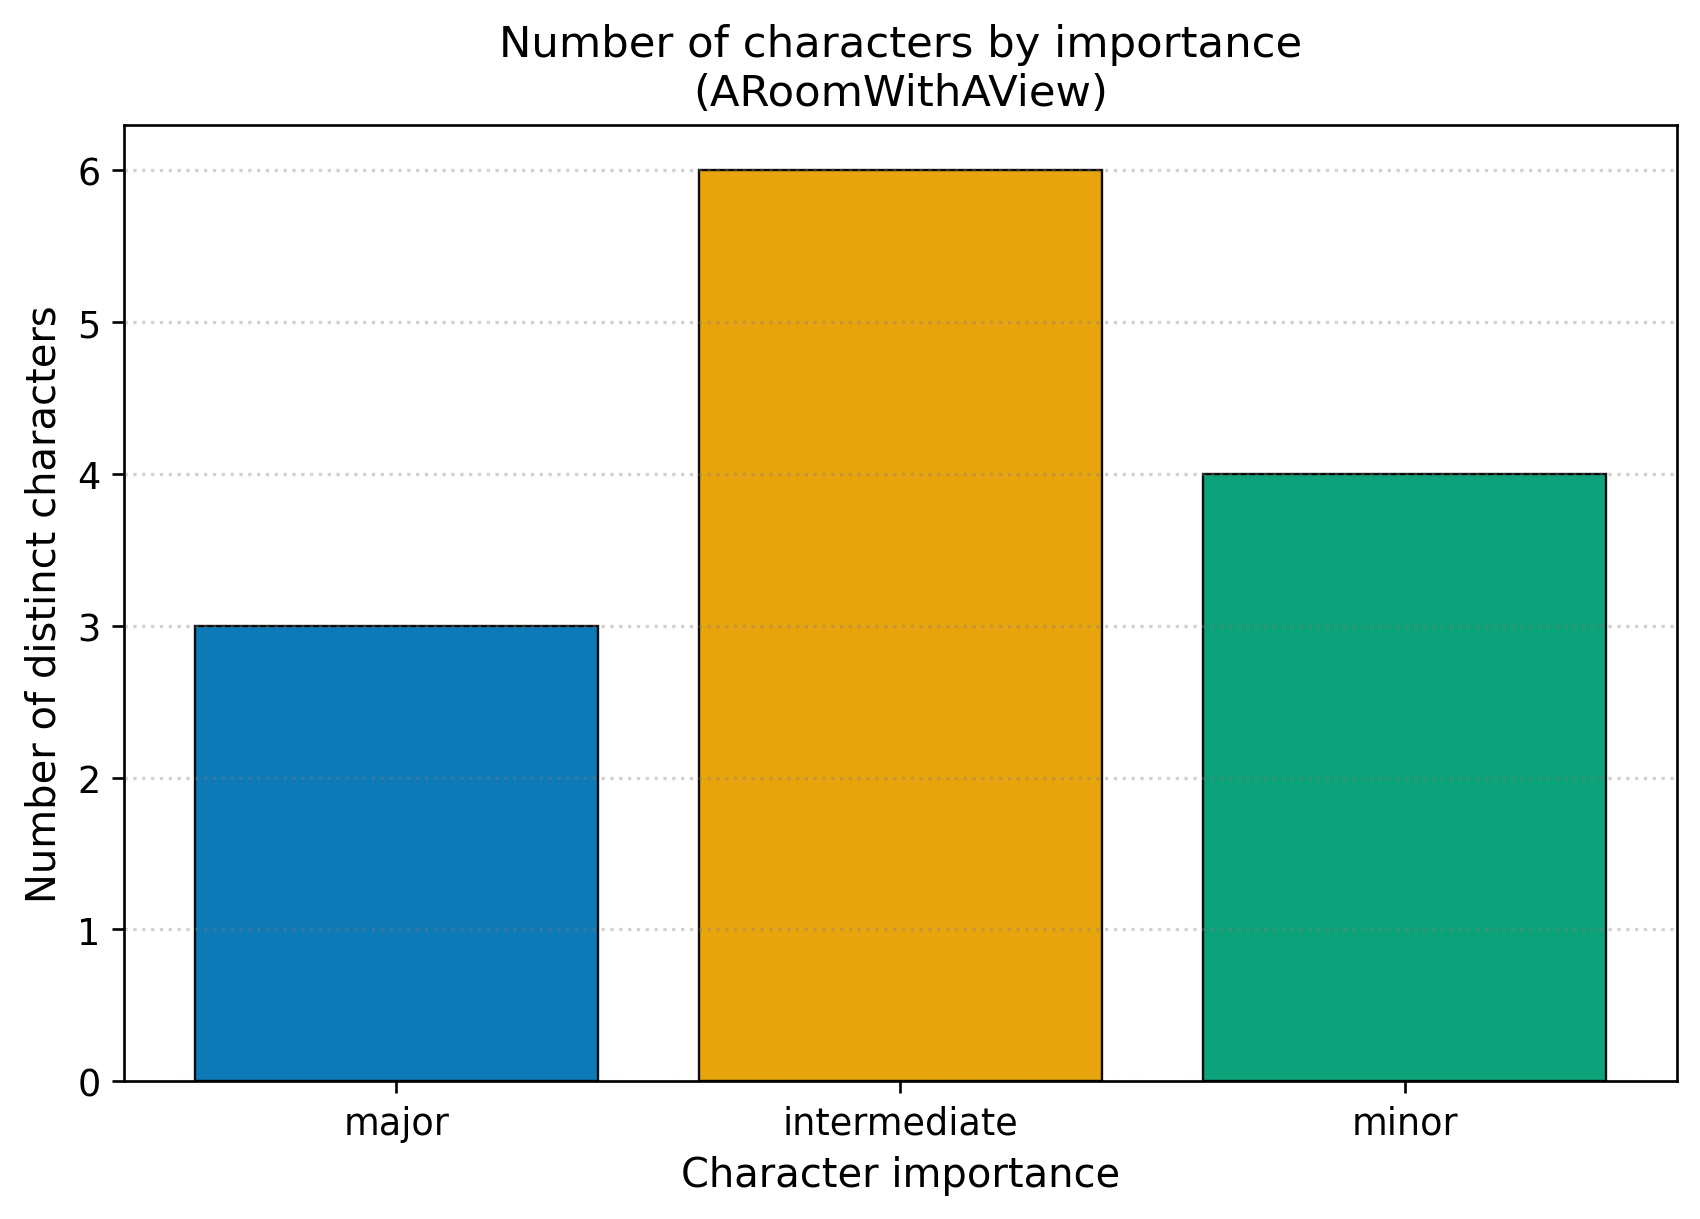 Number of characters by importance
(ARoomWithAView)
Number of distinct characters
6
5
4
3
2
1
0
major
intermediate
minor
Character importance